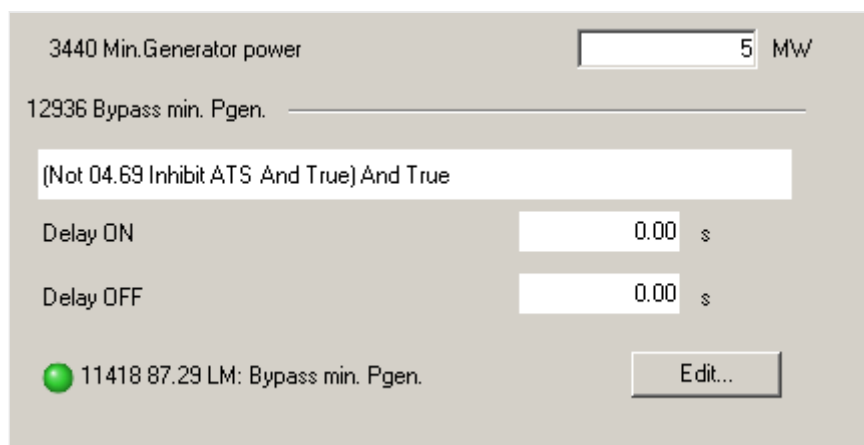 3440 Min.Generator power 5 MW
12936 Bypass min. Pgen.
(Not 04.69 Inhibit ATS And True) And True
Delay ON 0.00 s
Delay OFF 0.00 s
11418 87.29 LM: Bypass min. Pgen. Edit...